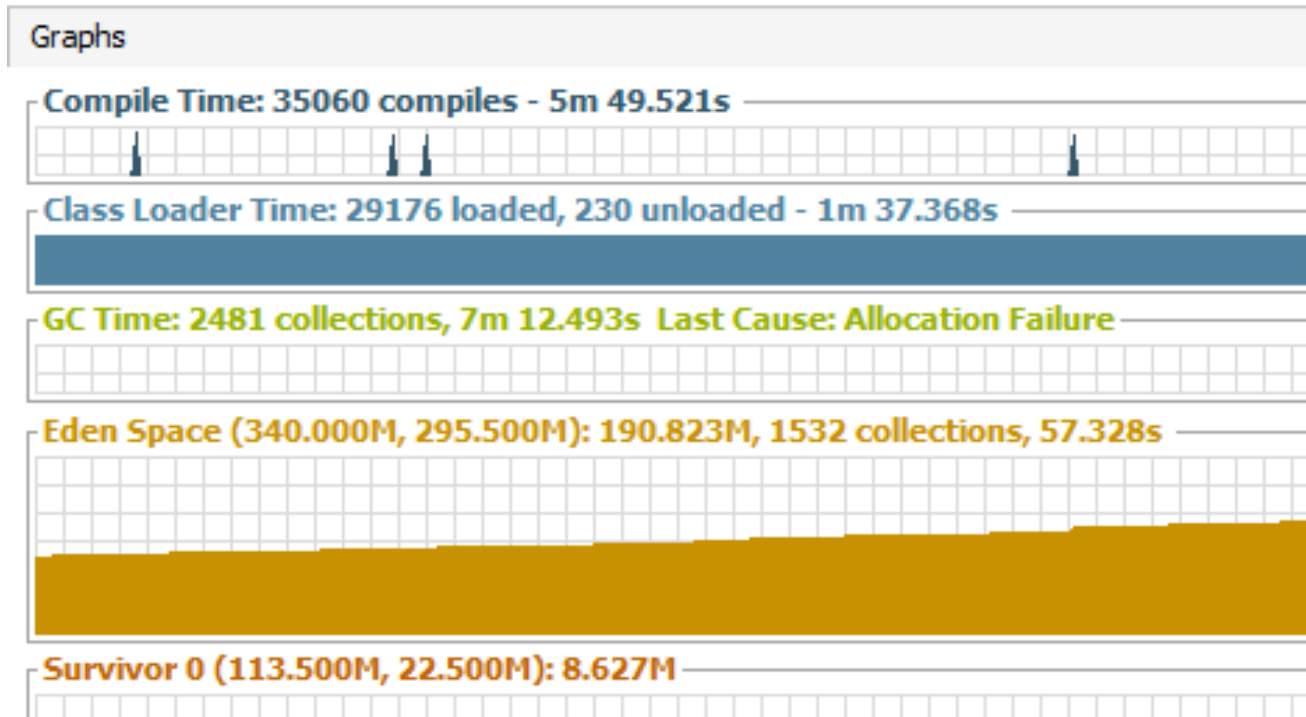 Graphs
Compile Time: 35060 compiles - 5m 49.521s
Class Loader Time: 29176 loaded, 230 unloaded - 1m 37.368s
GC Time: 2481 collections, 7m 12.493s Last Cause: Allocation Failure
Eden Space (340.000M, 295.500M): 190.823M, 1532 collections, 57.328s
Survivor 0 (113.500M, 22.500M): 8.627M